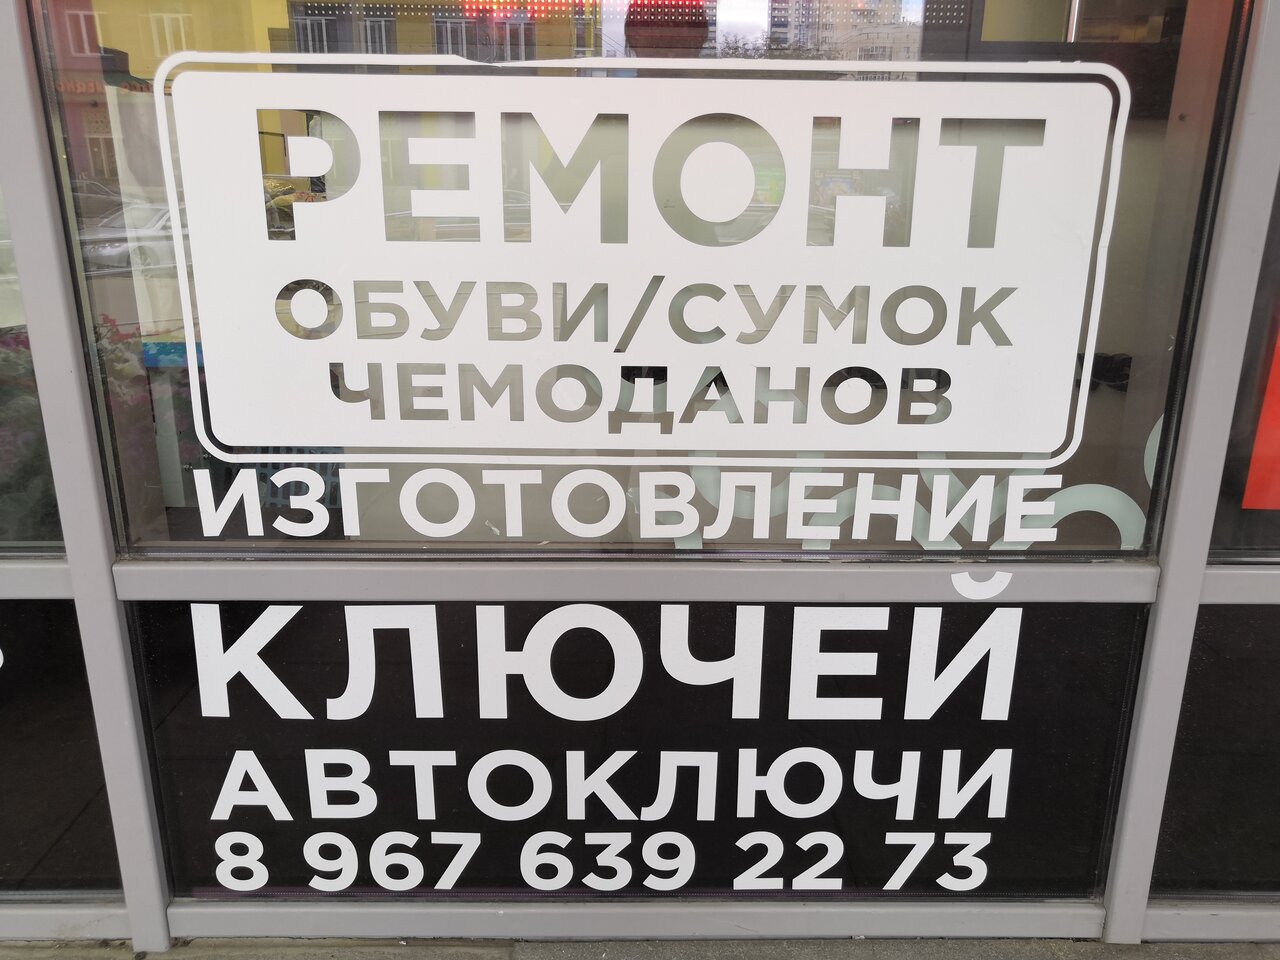 РЕМОНТ
ОБУВИ/СУМОК
ЧЕМОДАНОВ
ИЗГОТОВЛЕНИЕ
КЛЮЧЕЙ
АВТОКЛЮЧИ
8 967 639 22 73